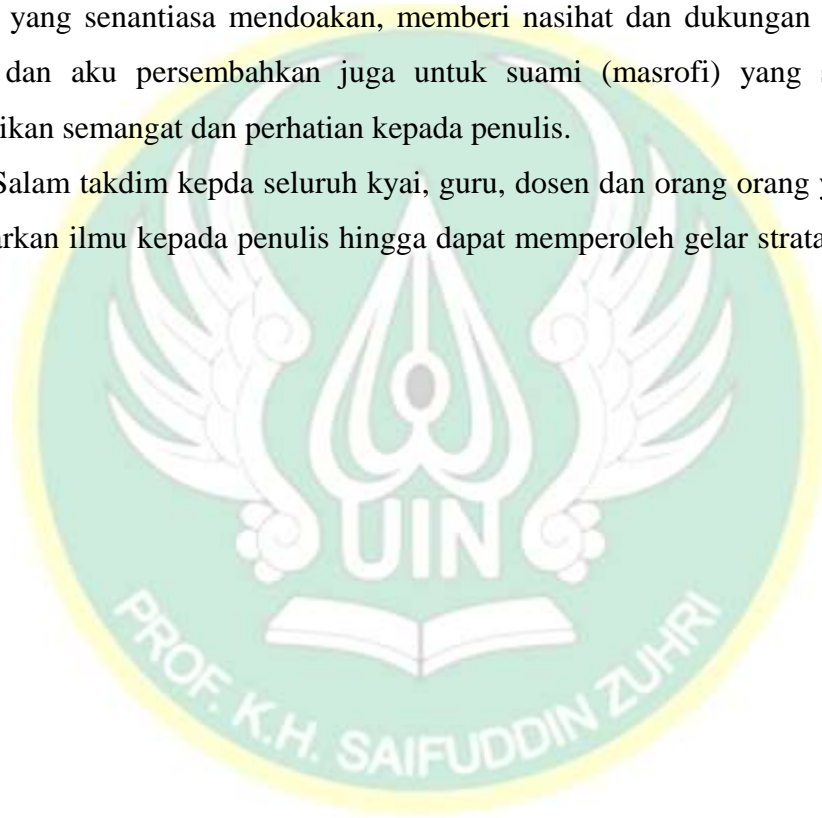 yang senantiasa mendoakan, memberi nasihat dan dukungan
dan aku persembahkan juga untuk suami (masrofi) yang
ikan semangat dan perhatian kepada penulis.
Salam takdim kepda seluruh kyai, guru, dosen dan orang orang
arkan ilmu kepada penulis hingga dapat memperoleh gelar strata
UIN
PROF. K.H. SAIFUDDIN ZUHRI